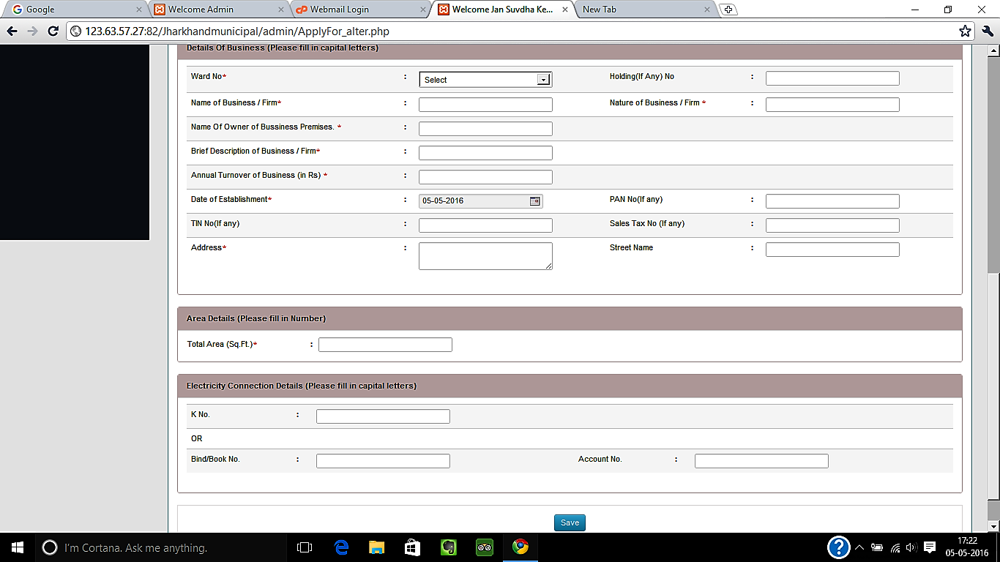 Google
Welcome Admin
Webmail Login
Welcome Jan Suvdha Ke...
New Tab
123.63.57.27:82/Jharkhandmunicipal/admin/ApplyFor_alter.php
Details Of Business (Please fill in capital letters)
Ward No* : Select Holding(If Any) No :
Name of Business / Firm* : Nature of Business / Firm * :
Name Of Owner of Bussiness Premises. * :
Brief Description of Business / Firm* :
Annual Turnover of Business (in Rs) * :
Date of Establishment* : 05-05-2016 PAN No(If any) :
TIN No(If any) : Sales Tax No (If any) :
Address* : Street Name :
Area Details (Please fill in Number)
Total Area (Sq.Ft.)* :
Electricity Connection Details (Please fill in capital letters)
K No. :
OR
Bind/Book No. : Account No. :
Save
I'm Cortana. Ask me anything.
17:22
05-05-2016